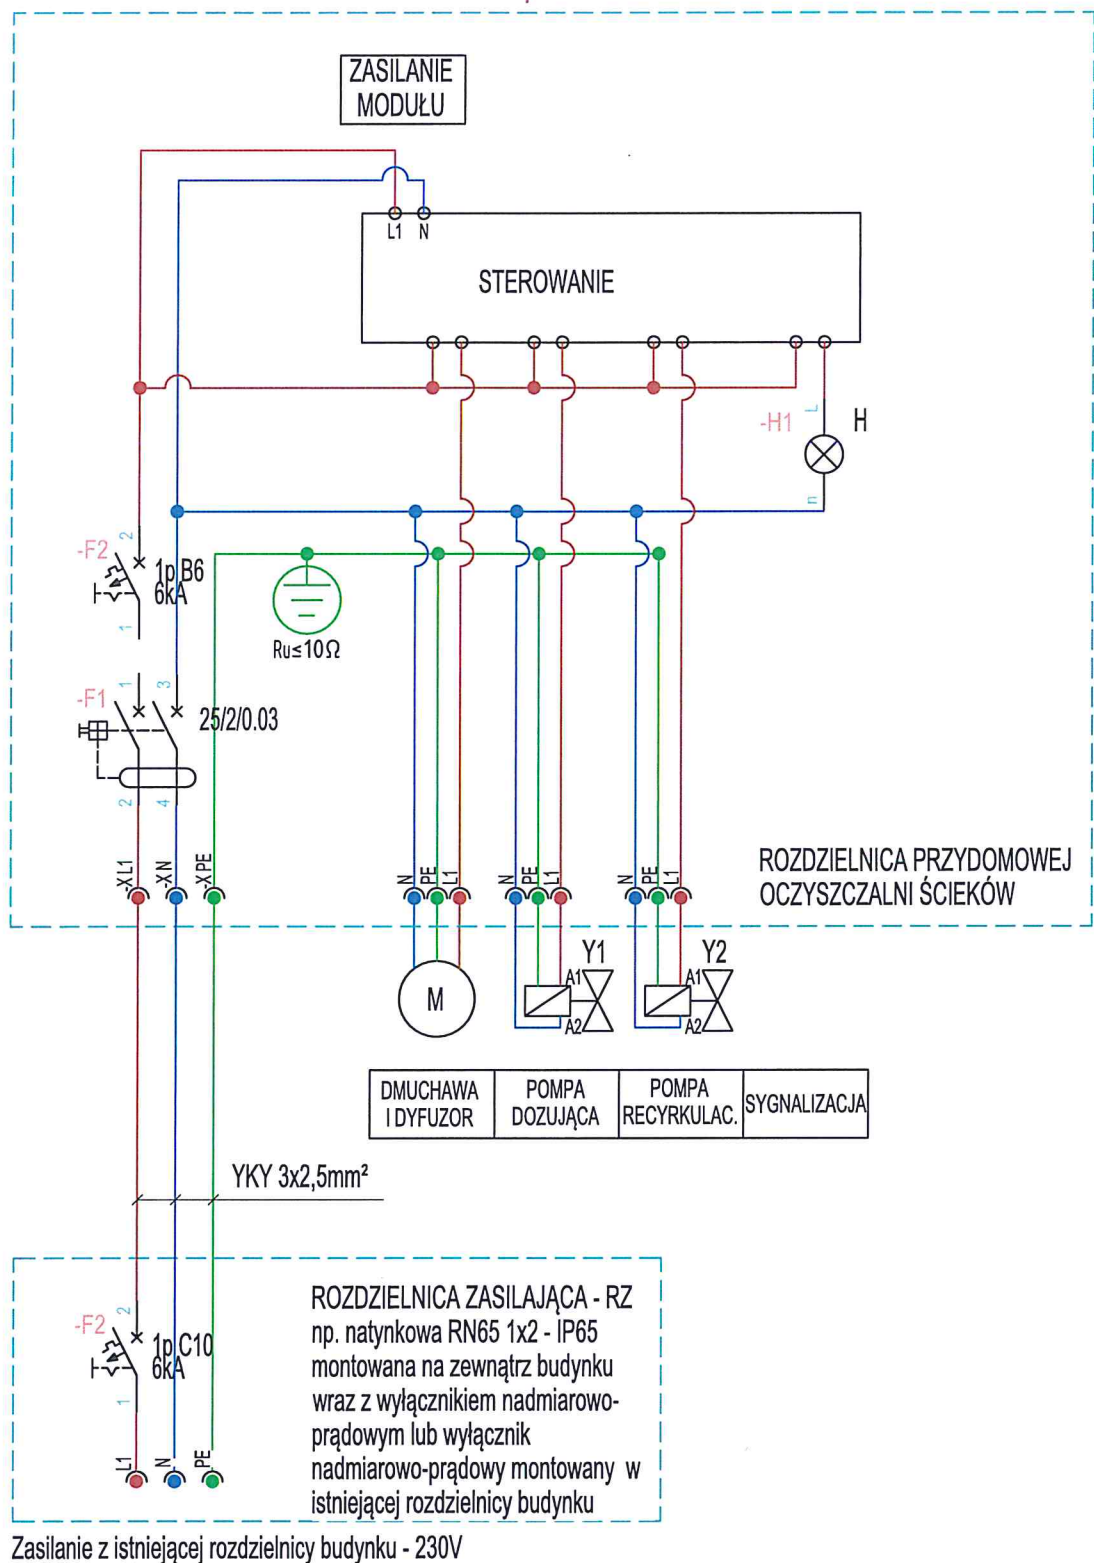 ZASILANIE
MODUŁU
L1 N
STEROWANIE
-H1
L
H
n
-F2
2
1p B6
6kA
1
Ru≤10Ω
-F1
1
3
25/2/0.03
2
4
-X L1
-X N
-X PE
N
PE
L1
N
PE
L1
N
PE
L1
ROZDZIELNICA PRZYDOMOWEJ
OCZYSZCZALNI ŚCIEKÓW
M
A1
Y1
A2
A1
Y2
A2
DMUCHAWA
I DYFUZOR
POMPA
DOZUJĄCA
POMPA
RECYRKULAC.
SYGNALIZACJA
YKY 3x2,5mm²
-F2
2
1p C10
6kA
1
L1
N
PE
ROZDZIELNICA ZASILAJĄCA - RZ
np. natynkowa RN65 1x2 - IP65
montowana na zewnątrz budynku
wraz z wyłącznikiem nadmiarowo-
prądowym lub wyłącznik
nadmiarowo-prądowy montowany w
istniejącej rozdzielnicy budynku
Zasilanie z istniejącej rozdzielnicy budynku - 230V